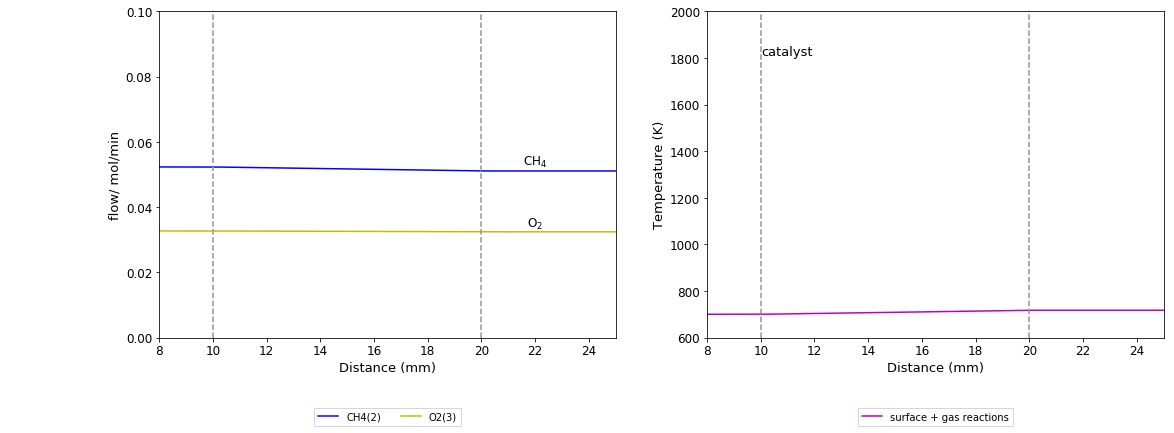 0.10
0.08
0.06
0.04
0.02
0.00
flow/ mol/min
CH₄
O₂
8 10 12 14 16 18 20 22 24
Distance (mm)
CH4(2) O2(3)
2000
1800
1600
1400
1200
1000
800
600
Temperature (K)
catalyst
8 10 12 14 16 18 20 22 24
Distance (mm)
surface + gas reactions